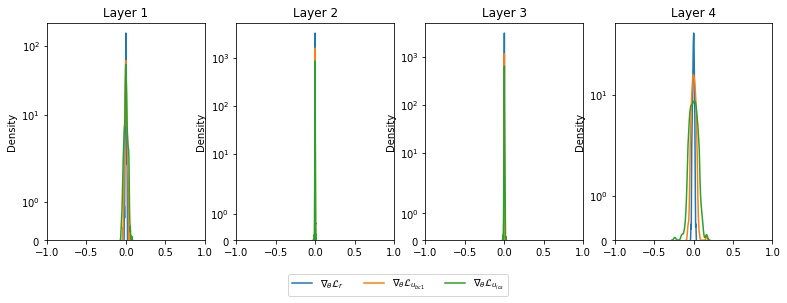 Layer 1 Layer 2 Layer 3 Layer 4
Density Density Density Density
10² 10¹ 10⁰ 0
10³ 10² 10¹ 10⁰ 0
10³ 10² 10¹ 10⁰ 0
10¹ 10⁰ 0
−1.0 −0.5 0.0 0.5 1.0 −1.0 −0.5 0.0 0.5 1.0 −1.0 −0.5 0.0 0.5 1.0 −1.0 −0.5 0.0 0.5 1.0
∇θℒr ∇θℒu_bc1 ∇θℒu_ics